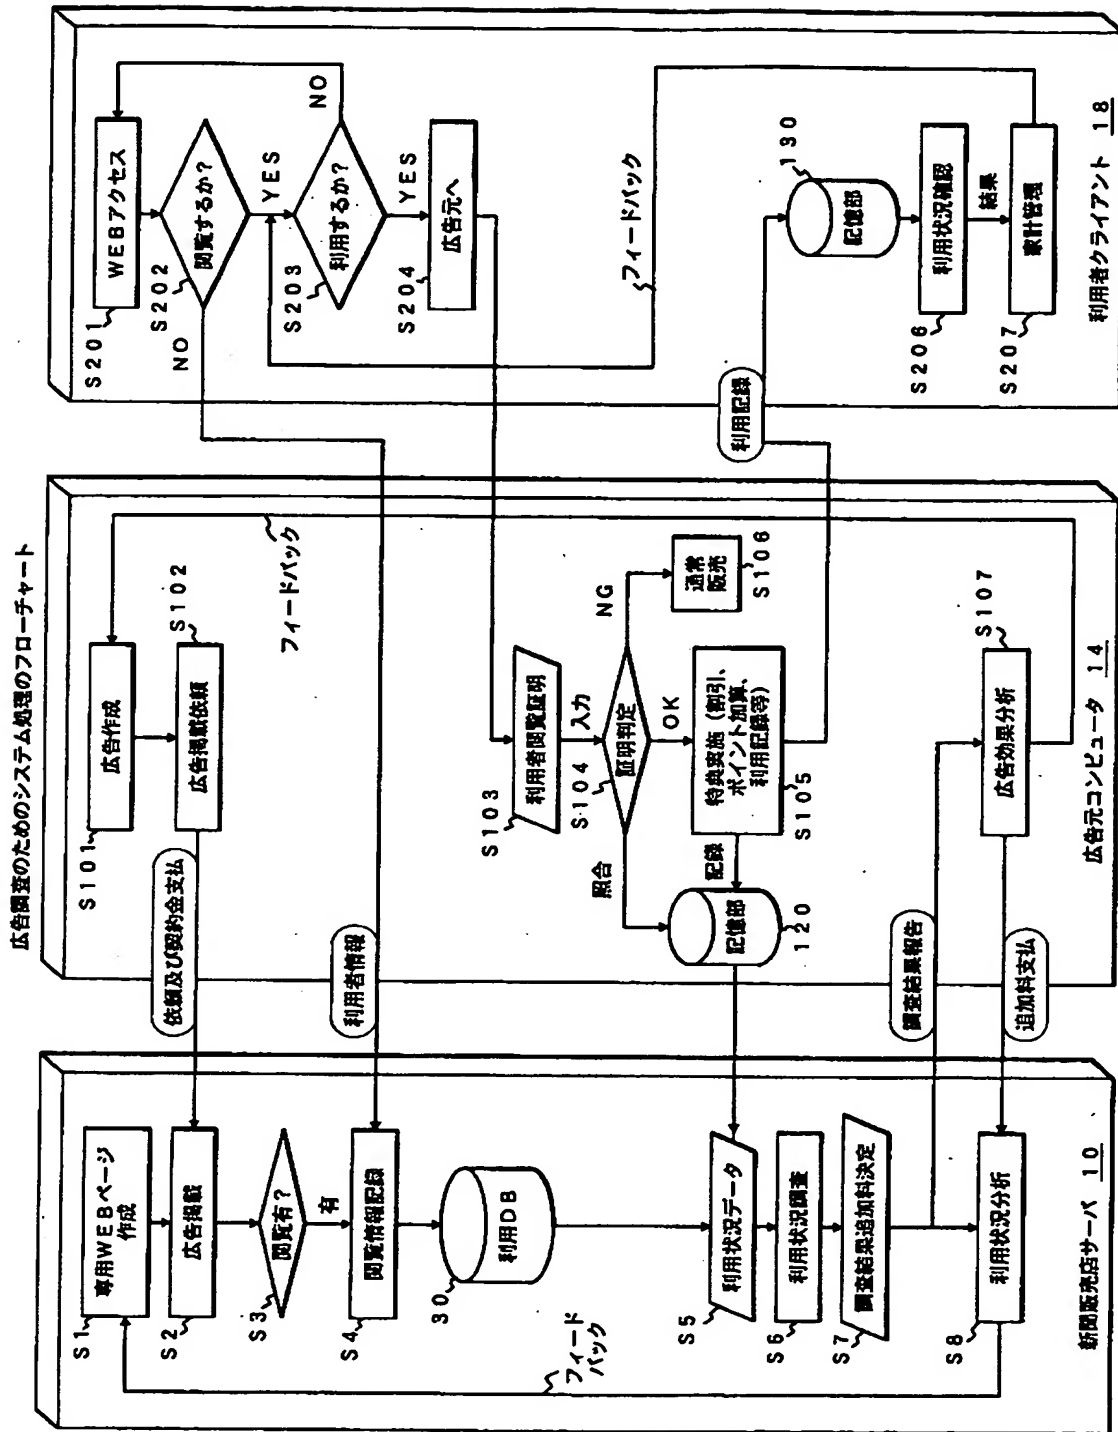 広告調査のためのシステム処理のフローチャート
S1
専用WEBページ
作成
S2
広告掲載
S3
閲覧有?
有
S4
閲覧情報記録
30
利用DB
フィード
バック
S5
利用状況データ
S6
利用状況調査
S7
調査結果追加料決定
S8
利用状況分析
新聞販売店サーバ 10
依頼及び契約金支払
利用者情報
調査結果報告
追加料支払
S101
広告作成
S102
広告掲載依頼
フィードバック
S103
利用者閲覧証明
入力
S104
証明判定
照合
OK
NG
通常
販売
S106
S105
特典実施(割引、
ポイント加算、
利用記録等)
記録
記憶部
120
S107
広告効果分析
広告元コンピュータ 14
利用記録
S201
WEBアクセス
S202
閲覧するか?
NO
YES
S203
利用するか?
NO
YES
S204
広告元へ
フィードバック
130
記憶部
S206
利用状況確認
結果
S207
家計管理
利用者クライアント 18